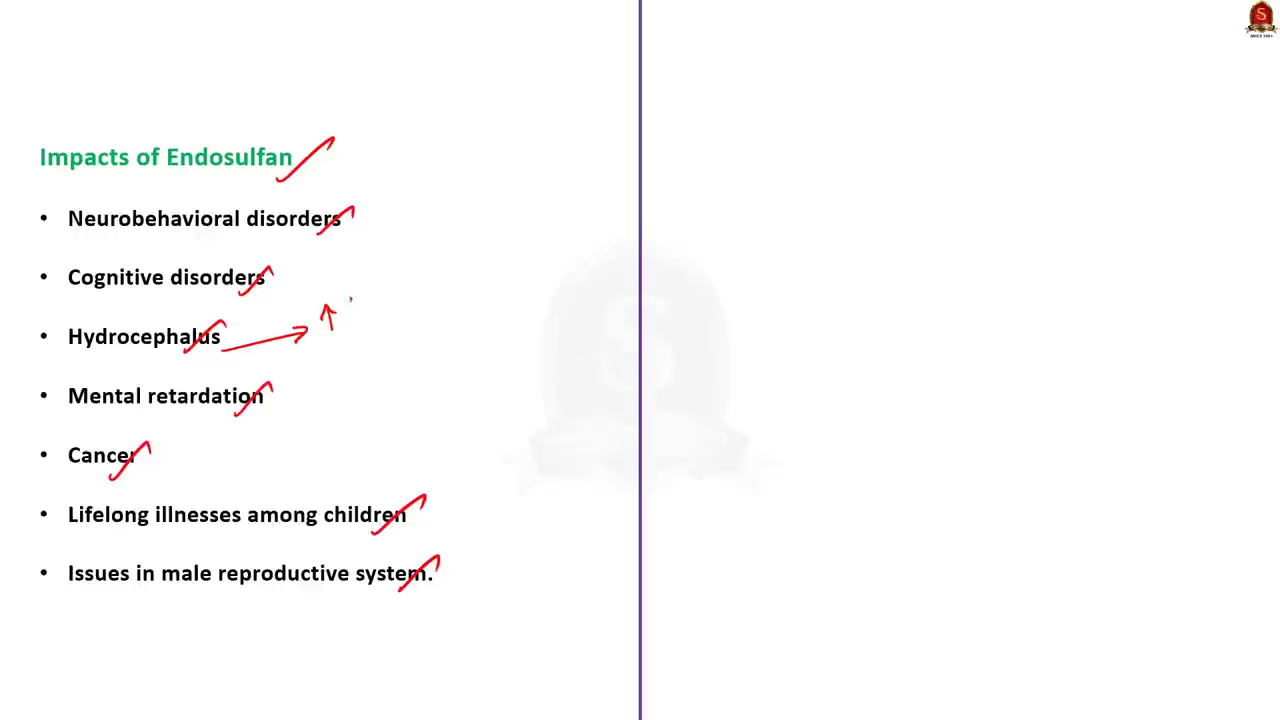 Impacts of Endosulfan
• Neurobehavioral disorders
• Cognitive disorders
• Hydrocephalus
• Mental retardation
• Cancer
• Lifelong illnesses among children
• Issues in male reproductive system.
S